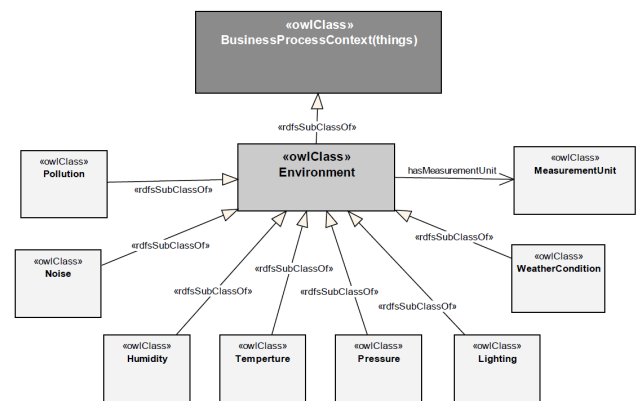 «owlClass»
BusinessProcessContext(things)
«rdfsSubClassOf»
«owlClass»
Environment
hasMeasurementUnit
«owlClass»
MeasurementUnit
«owlClass»
Pollution
«rdfsSubClassOf»
«rdfsSubClassOf»
«rdfsSubClassOf»
«owlClass»
Noise
«owlClass»
WeatherCondition
«rdfsSubClassOf»
«rdfsSubClassOf»
«rdfsSubClassOf»
«rdfsSubClassOf»
«owlClass»
Humidity
«owlClass»
Temperture
«owlClass»
Pressure
«owlClass»
Lighting